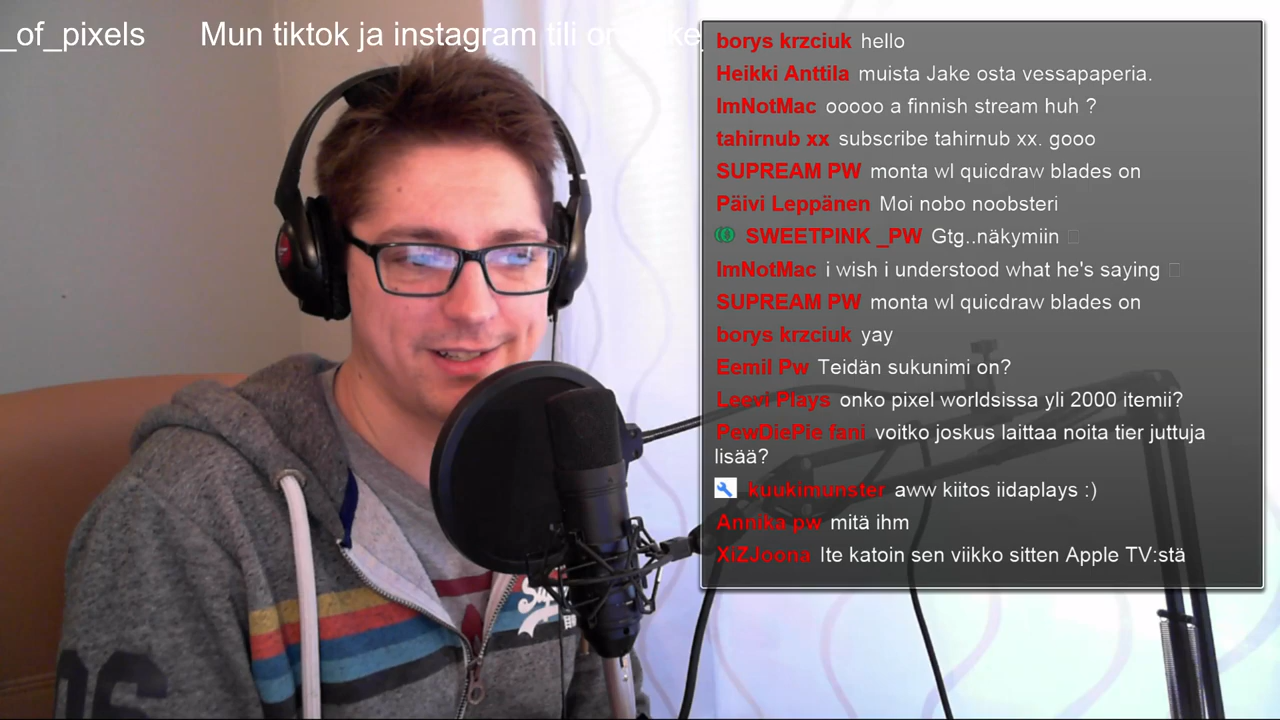 _of_pixels Mun tiktok ja instagram tili on
borys krzciuk hello
Heikki Anttila muista Jake osta vessapaperia.
ImNotMac ooooo a finnish stream huh ?
tahirnub xx subscribe tahirnub xx. gooo
SUPREAM PW monta wl quicdraw blades on
Päivi Leppänen Moi nobo noobsteri
SWEETPINK _PW Gtg..näkymiin
ImNotMac i wish i understood what he's saying
SUPREAM PW monta wl quicdraw blades on
borys krzciuk yay
Eemil Pw Teidän sukunimi on?
Leevi Plays onko pixel worldsissa yli 2000 itemii?
PewDiePie fani voitko joskus laittaa noita tier juttuja
lisää?
kuukimunster aww kiitos iidaplays :)
Annika pw mitä ihm
XiZJoona Ite katoin sen viikko sitten Apple TV:stä